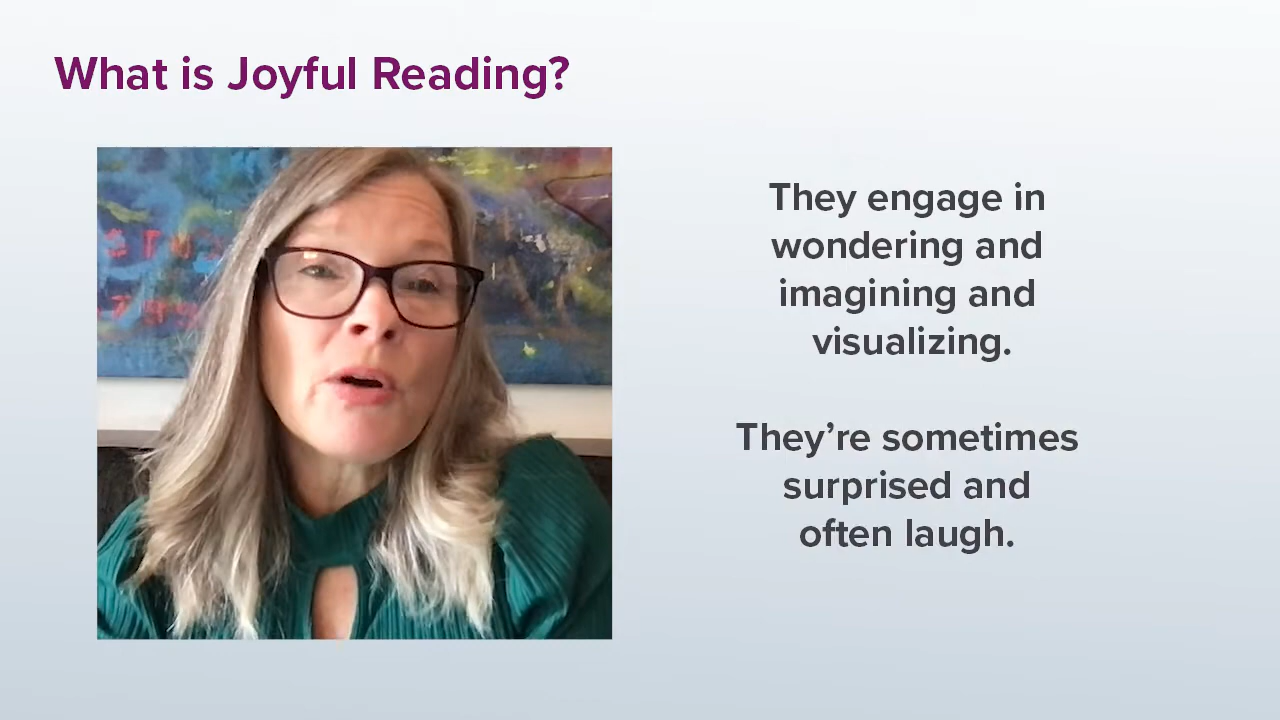 What is Joyful Reading?
They engage in
wondering and
imagining and
visualizing.
They’re sometimes
surprised and
often laugh.